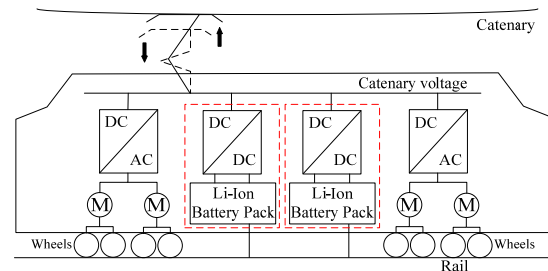 Catenary
Catenary voltage
DC
AC
DC
DC
DC
DC
DC
AC
Li-Ion
Battery Pack
Li-Ion
Battery Pack
M
M
M
M
Wheels
Wheels
Rail